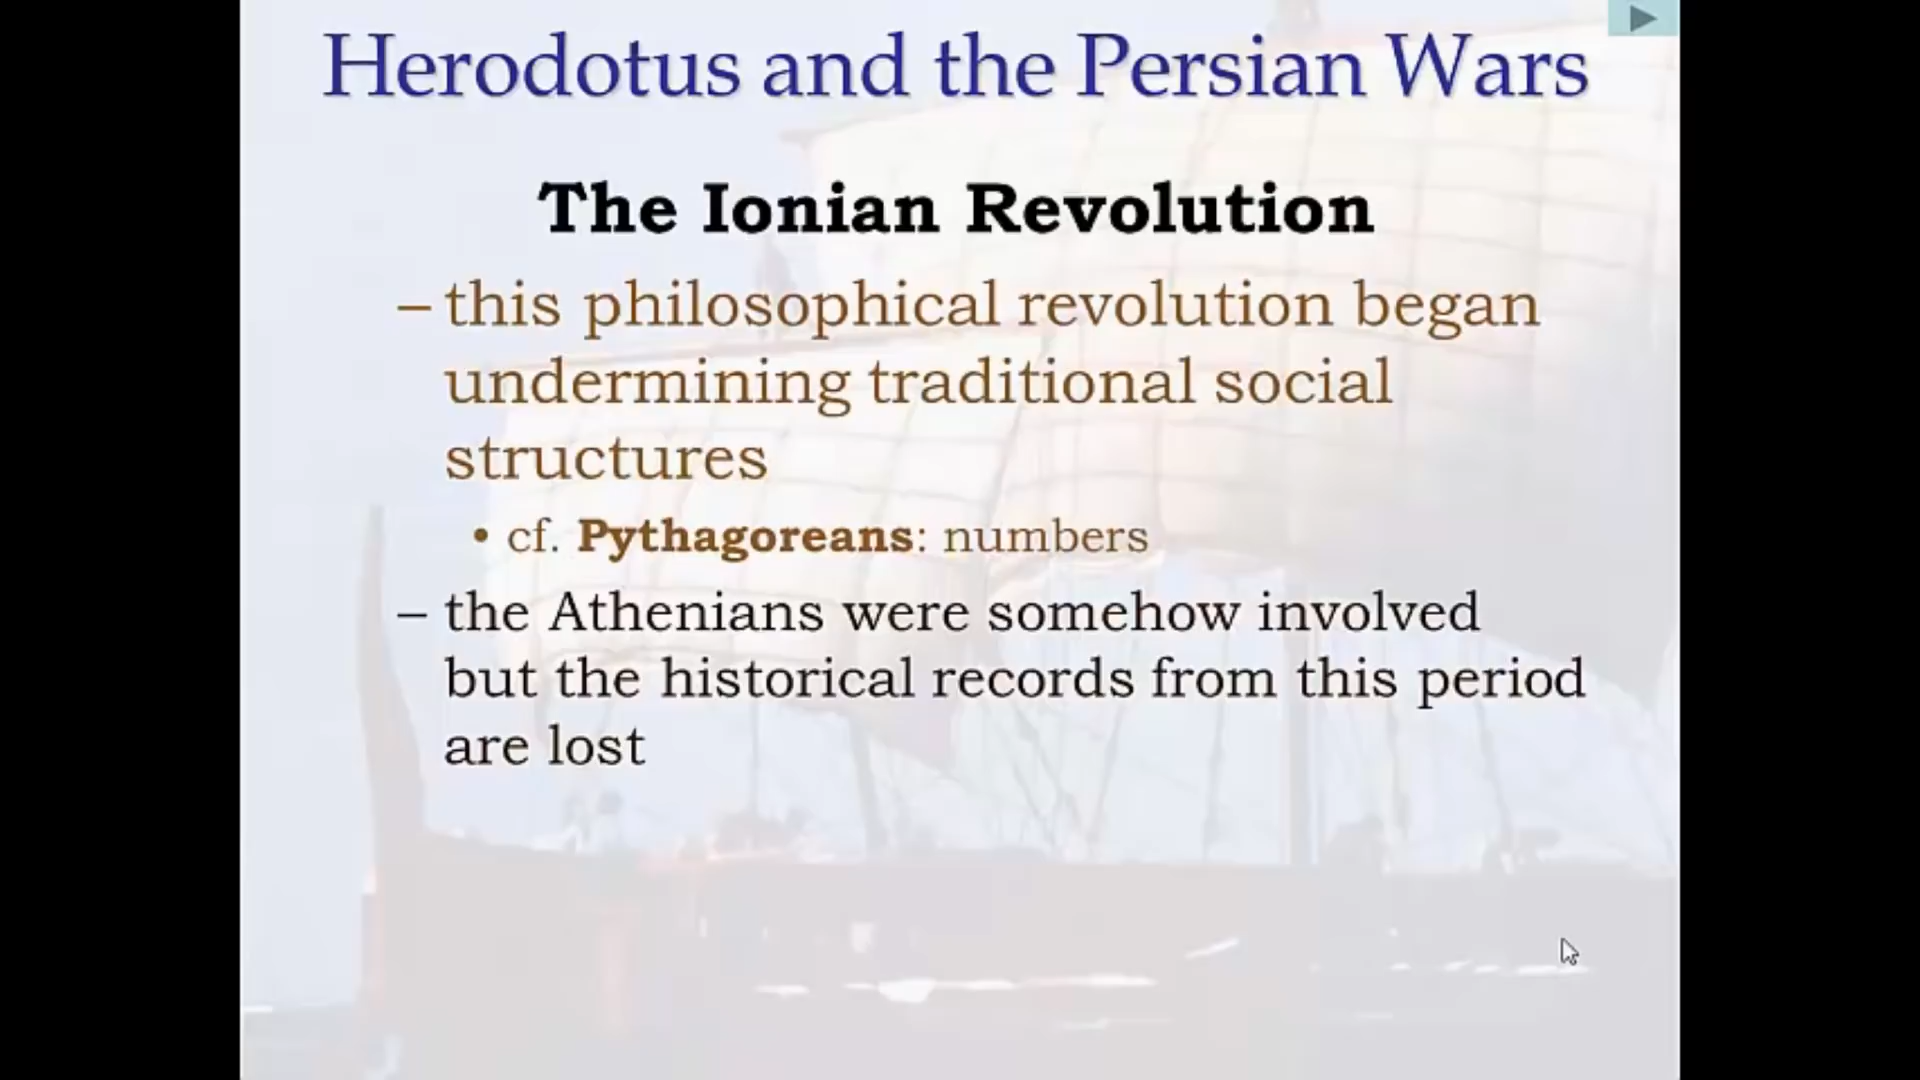 Herodotus and the Persian Wars
The Ionian Revolution
– this philosophical revolution began
undermining traditional social
structures
• cf. Pythagoreans: numbers
– the Athenians were somehow involved
but the historical records from this period
are lost